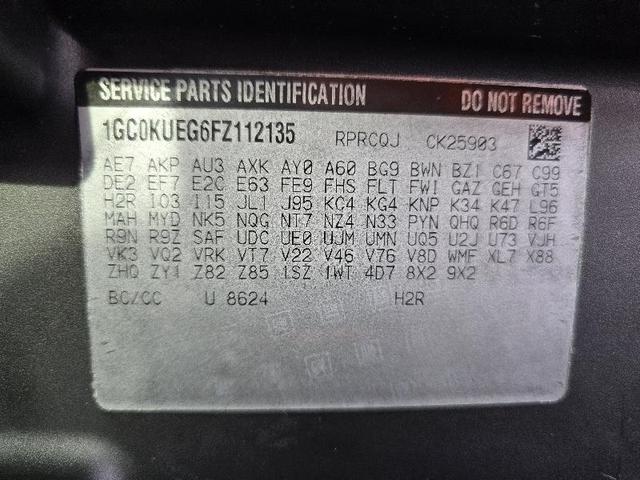 SERVICE PARTS IDENTIFICATION DO NOT REMOVE
1GC0KUEG6FZ112135 RPRCQJ CK25903
AE7 AKP AU3 AXK AY0 A60 BG9 BWN BZ1 C67 C99
DE2 EF7 E2C E63 FE9 FHS FLT FWI GAZ GEH GT5
H2R IO3 I15 JL1 J95 KC4 KG4 KNP K34 K47 L96
MAH MYD NK5 NQG NT7 NZ4 N33 PYN QHQ R6D R6F
R9N R9Z SAF UDC UE0 UJM UMN UQ5 U2J U73 VJH
VK3 VQ2 VRK VT7 V22 V46 V76 V8D WMF XL7 X88
ZHQ ZY1 Z82 Z85 1SZ 1WT 4D7 8X2 9X2
BC/CC U 8624 H2R